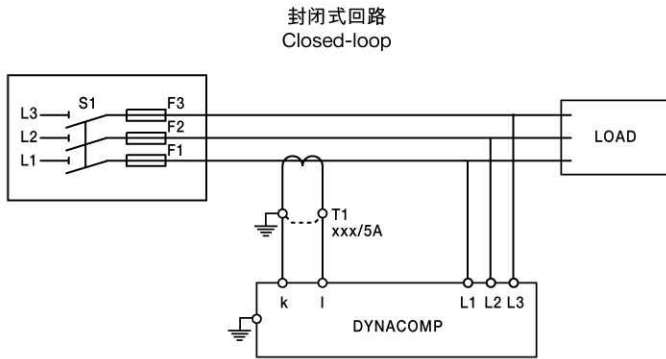 封闭式回路
Closed-loop
S1
F3
L3
F2
L2
LOAD
F1
L1
T1
xxx/5A
k l L1 L2 L3
DYNACOMP